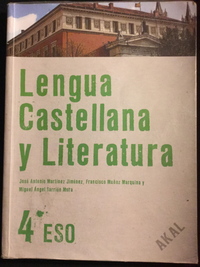 Lengua
Castellana
y Literatura
José Antonio Martínez Jiménez, Francisco Muñoz Marquina y
Miguel Ángel Sarrión Mora
4º ESO
AKAL